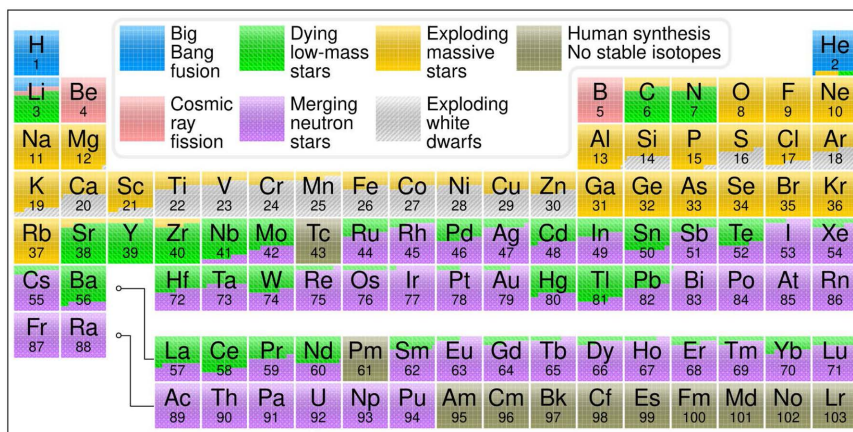 H He
1 2
Big Bang fusion
Dying low-mass stars
Exploding massive stars
Human synthesis No stable isotopes
Cosmic ray fission
Merging neutron stars
Exploding white dwarfs
Li Be B C N O F Ne
3 4 5 6 7 8 9 10
Na Mg Al Si P S Cl Ar
11 12 13 14 15 16 17 18
K Ca Sc Ti V Cr Mn Fe Co Ni Cu Zn Ga Ge As Se Br Kr
19 20 21 22 23 24 25 26 27 28 29 30 31 32 33 34 35 36
Rb Sr Y Zr Nb Mo Tc Ru Rh Pd Ag Cd In Sn Sb Te I Xe
37 38 39 40 41 42 43 44 45 46 47 48 49 50 51 52 53 54
Cs Ba Hf Ta W Re Os Ir Pt Au Hg Tl Pb Bi Po At Rn
55 56 72 73 74 75 76 77 78 79 80 81 82 83 84 85 86
Fr Ra
87 88
La Ce Pr Nd Pm Sm Eu Gd Tb Dy Ho Er Tm Yb Lu
57 58 59 60 61 62 63 64 65 66 67 68 69 70 71
Ac Th Pa U Np Pu Am Cm Bk Cf Es Fm Md No Lr
89 90 91 92 93 94 95 96 97 98 99 100 101 102 103